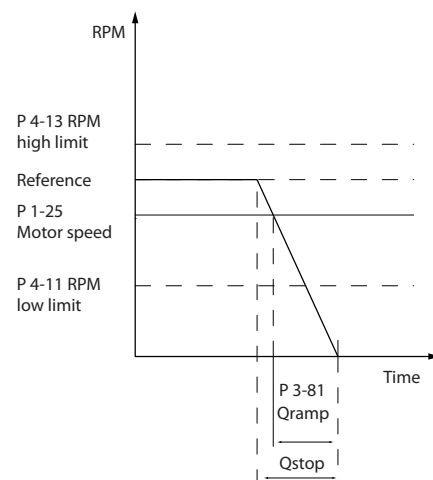 RPM
P 4-13 RPM
high limit
Reference
P 1-25
Motor speed
P 4-11 RPM
low limit
Time
P 3-81
Qramp
Qstop